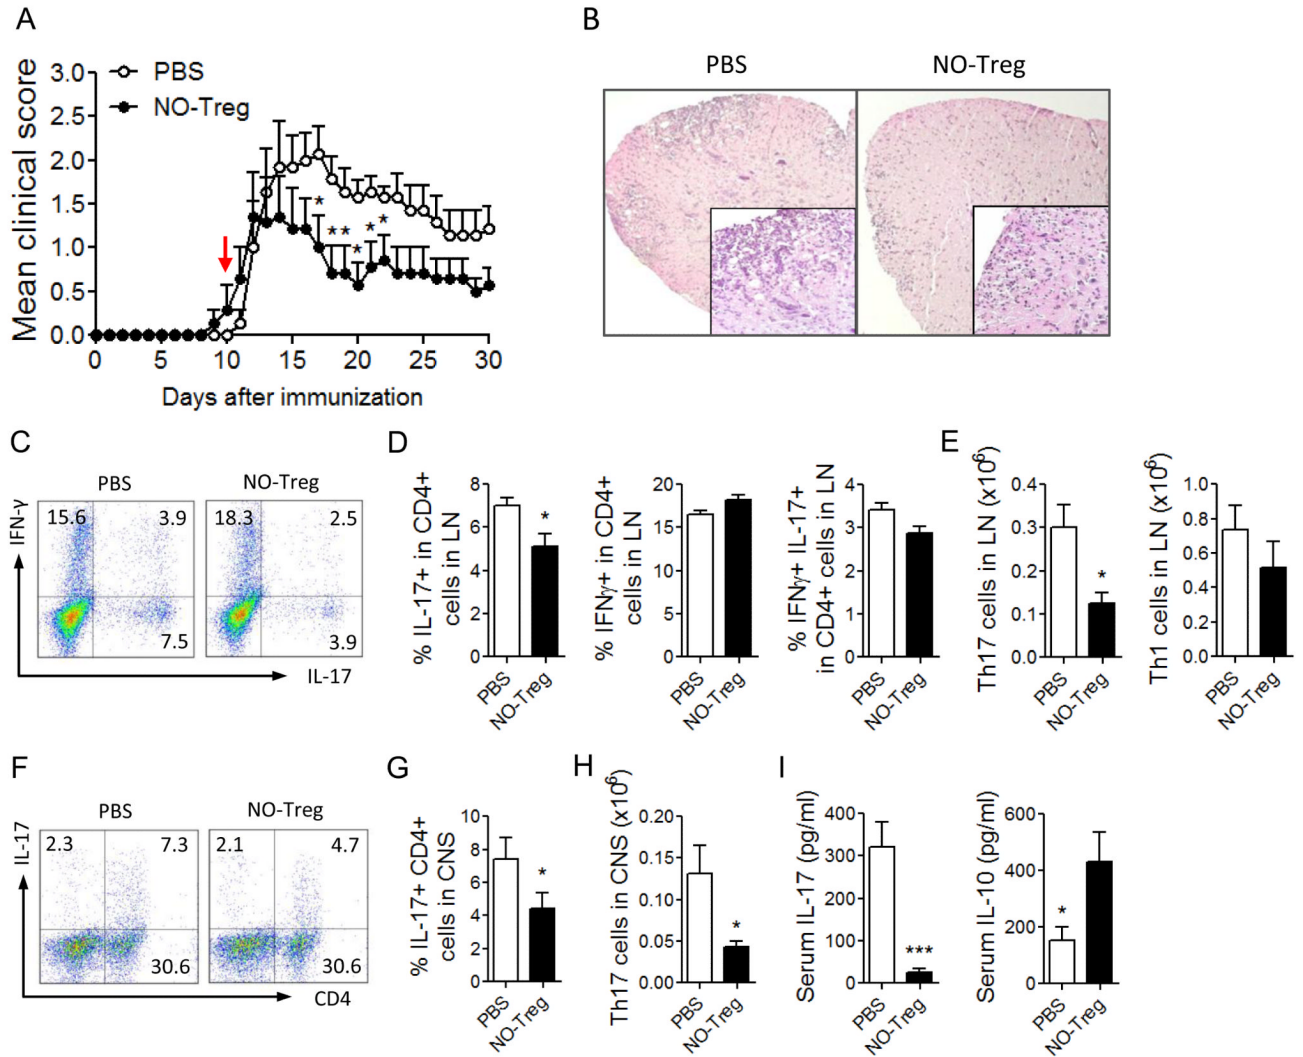 A
PBS
NO-Treg
Mean clinical score
3.0
2.5
2.0
1.5
1.0
0.5
0.0
*
**
*
*
*
0 5 10 15 20 25 30
Days after immunization
B
PBS NO-Treg
C
PBS NO-Treg
IFN-γ
15.6 3.9 18.3 2.5
7.5 3.9
IL-17
D
% IL-17+ in CD4+
cells in LN
8
6
4
2
0
*
PBS
NO-Treg
% IFNγ+ in CD4+
cells in LN
20
15
10
5
0
PBS
NO-Treg
% IFNγ+ IL-17+
in CD4+ cells in LN
4
3
2
1
0
PBS
NO-Treg
E
Th17 cells in LN (x10⁶)
0.4
0.3
0.2
0.1
0.0
*
PBS
NO-Treg
Th1 cells in LN (x10⁶)
1.0
0.8
0.6
0.4
0.2
0.0
PBS
NO-Treg
F
PBS NO-Treg
IL-17
2.3 7.3 2.1 4.7
30.6 30.6
CD4
G
% IL-17+ CD4+
cells in CNS
10
8
6
4
2
0
*
PBS
NO-Treg
H
Th17 cells in CNS (x10⁶)
0.20
0.15
0.10
0.05
0.00
*
PBS
NO-Treg
I
Serum IL-17 (pg/ml)
400
300
200
100
0
***
PBS
NO-Treg
Serum IL-10 (pg/ml)
600
400
200
0
*
PBS
NO-Treg